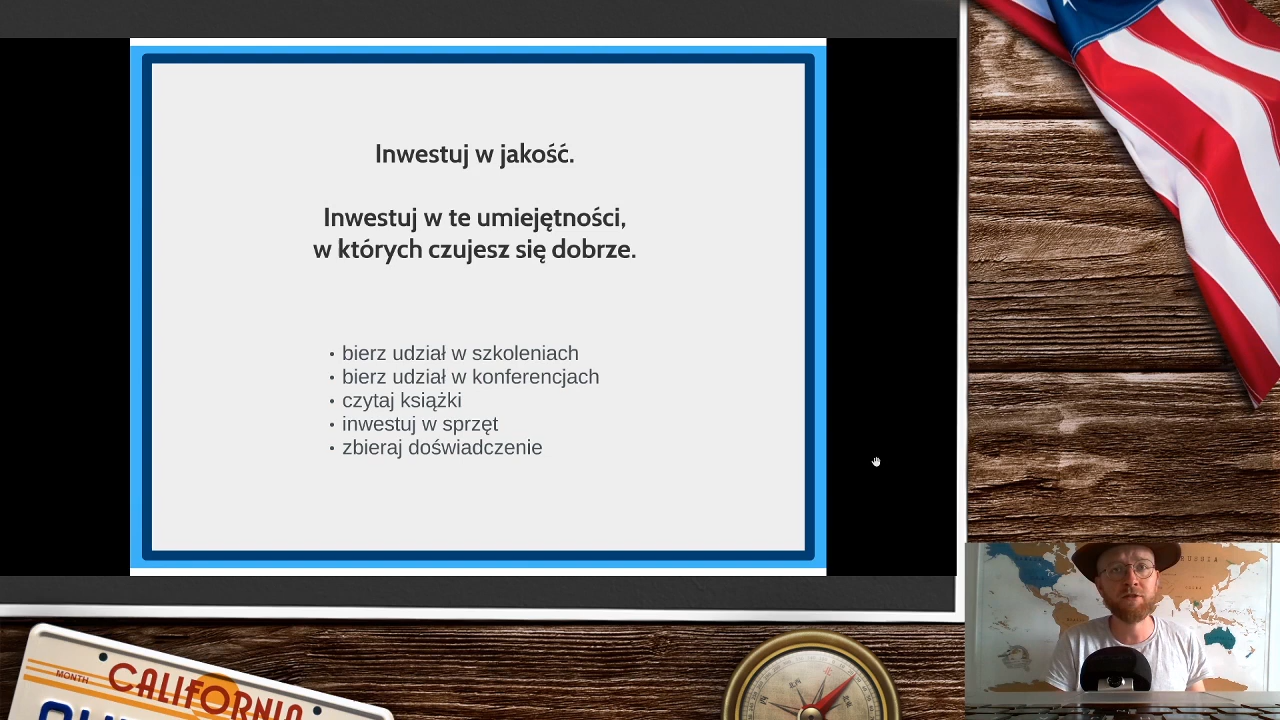 Inwestuj w jakość.
Inwestuj w te umiejętności,
w których czujesz się dobrze.
• bierz udział w szkoleniach
• bierz udział w konferencjach
• czytaj książki
• inwestuj w sprzęt
• zbieraj doświadczenie
RUSSIA
MONTH
CALIFORNIA